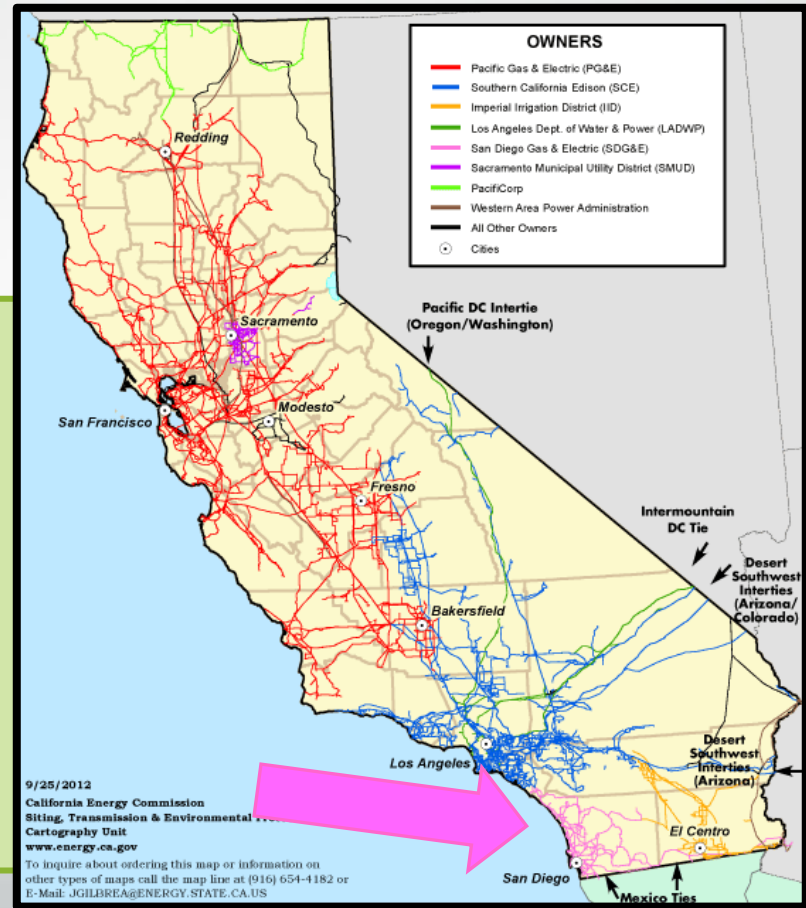 OWNERS
Pacific Gas & Electric (PG&E)
Southern California Edison (SCE)
Imperial Irrigation District (IID)
Los Angeles Dept. of Water & Power (LADWP)
San Diego Gas & Electric (SDG&E)
Sacramento Municipal Utility District (SMUD)
PacifiCorp
Western Area Power Administration
All Other Owners
Cities
Redding
Pacific DC Intertie
(Oregon/Washington)
Sacramento
San Francisco
Modesto
Fresno
Intermountain
DC Tie
Desert
Southwest
Interties
(Arizona/
Colorado)
Bakersfield
Los Angeles
Desert
Southwest
Interties
(Arizona)
El Centro
San Diego
Mexico Ties
9/25/2012
California Energy Commission
Siting, Transmission & Environmental
Cartography Unit
www.energy.ca.gov
To inquire about ordering this map or information on
other types of maps call the map line at (916) 654-4182 or
E-Mail: JGILBREA@ENERGY.STATE.CA.US